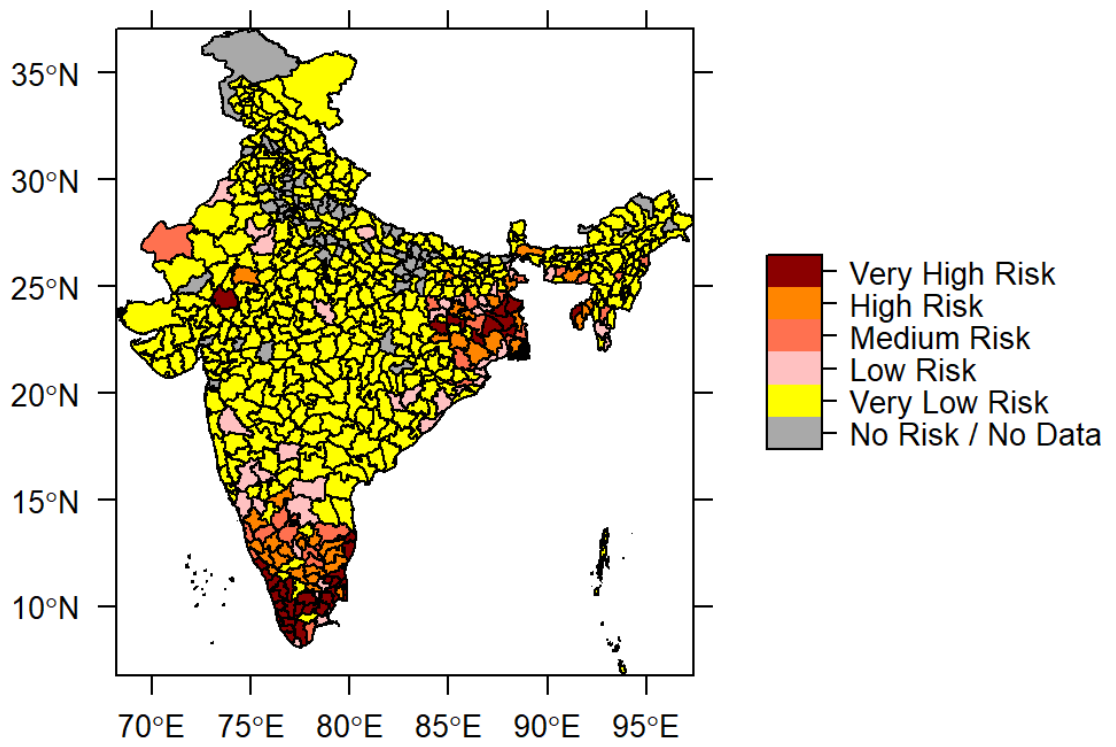 35°N
30°N
25°N
20°N
15°N
10°N
70°E 75°E 80°E 85°E 90°E 95°E
Very High Risk
High Risk
Medium Risk
Low Risk
Very Low Risk
No Risk / No Data